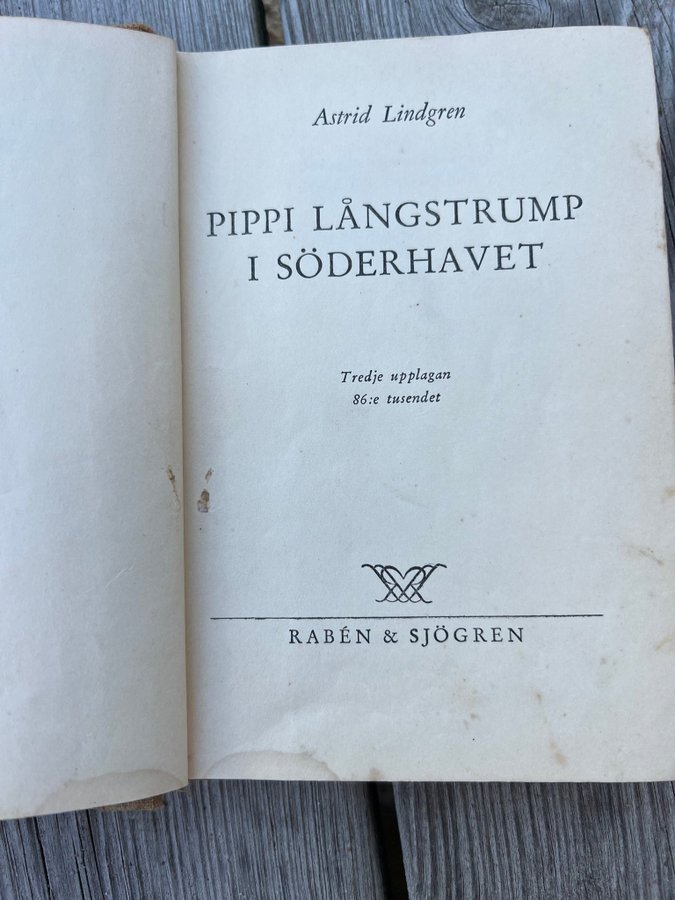 Astrid Lindgren
PIPPI LÅNGSTRUMP
I SÖDERHAVET
Tredje upplagan
86:e tusendet
RABÉN & SJÖGREN